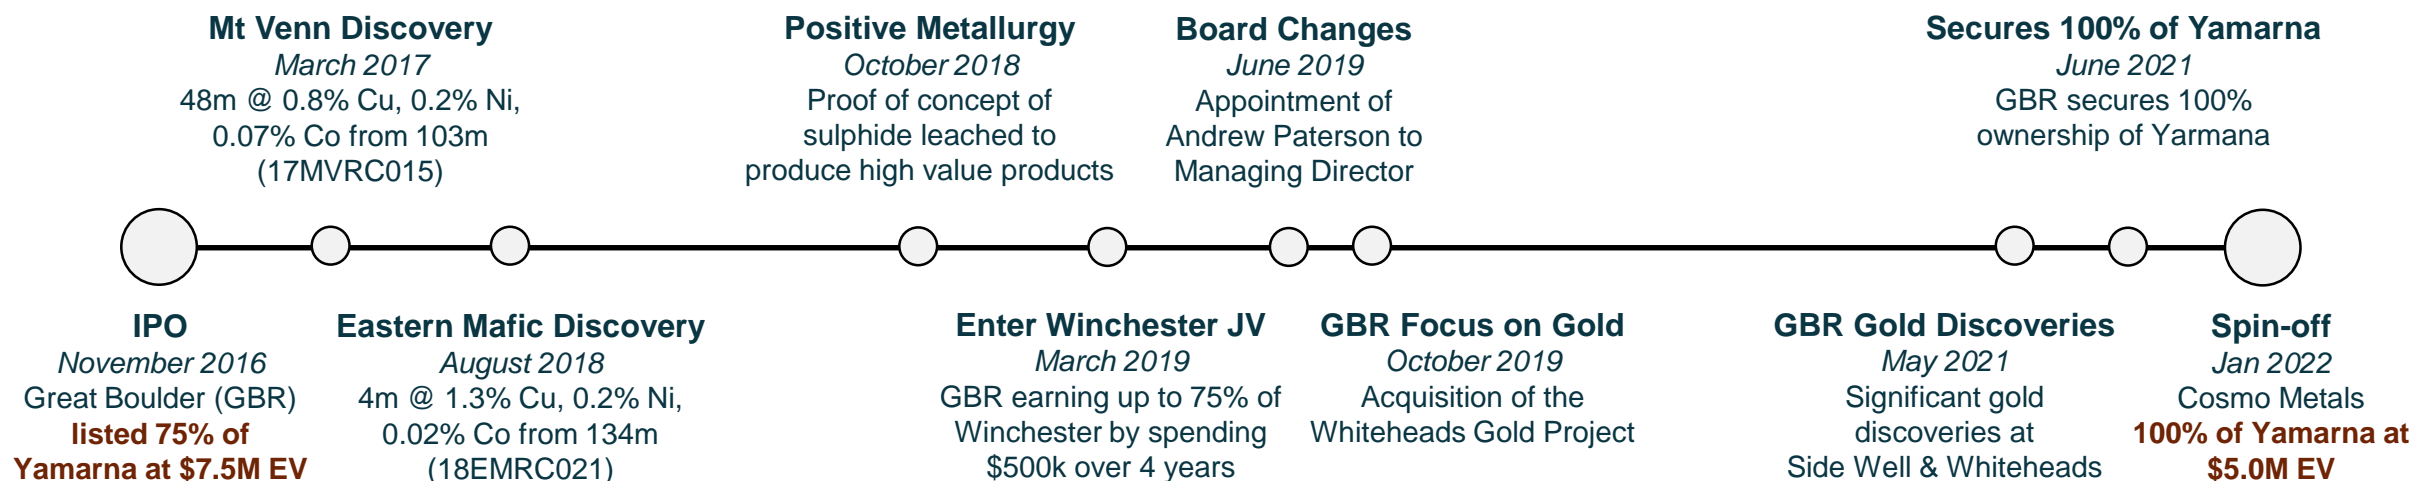 Mt Venn Discovery
March 2017
48m @ 0.8% Cu, 0.2% Ni,
0.07% Co from 103m
(17MVRC015)
Positive Metallurgy
October 2018
Proof of concept of
sulphide leached to
produce high value products
Board Changes
June 2019
Appointment of
Andrew Paterson to
Managing Director
Secures 100% of Yamarna
June 2021
GBR secures 100%
ownership of Yarmana
IPO
November 2016
Great Boulder (GBR)
listed 75% of
Yamarna at $7.5M EV
Eastern Mafic Discovery
August 2018
4m @ 1.3% Cu, 0.2% Ni,
0.02% Co from 134m
(18EMRC021)
Enter Winchester JV
March 2019
GBR earning up to 75% of
Winchester by spending
$500k over 4 years
GBR Focus on Gold
October 2019
Acquisition of the
Whiteheads Gold Project
GBR Gold Discoveries
May 2021
Significant gold
discoveries at
Side Well & Whiteheads
Spin-off
Jan 2022
Cosmo Metals
100% of Yamarna at
$5.0M EV